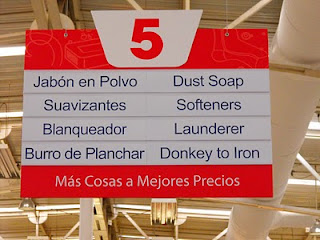 5
Jabón en Polvo Dust Soap
Suavizantes Softeners
Blanqueador Launderer
Burro de Planchar Donkey to Iron
Más Cosas a Mejores Precios